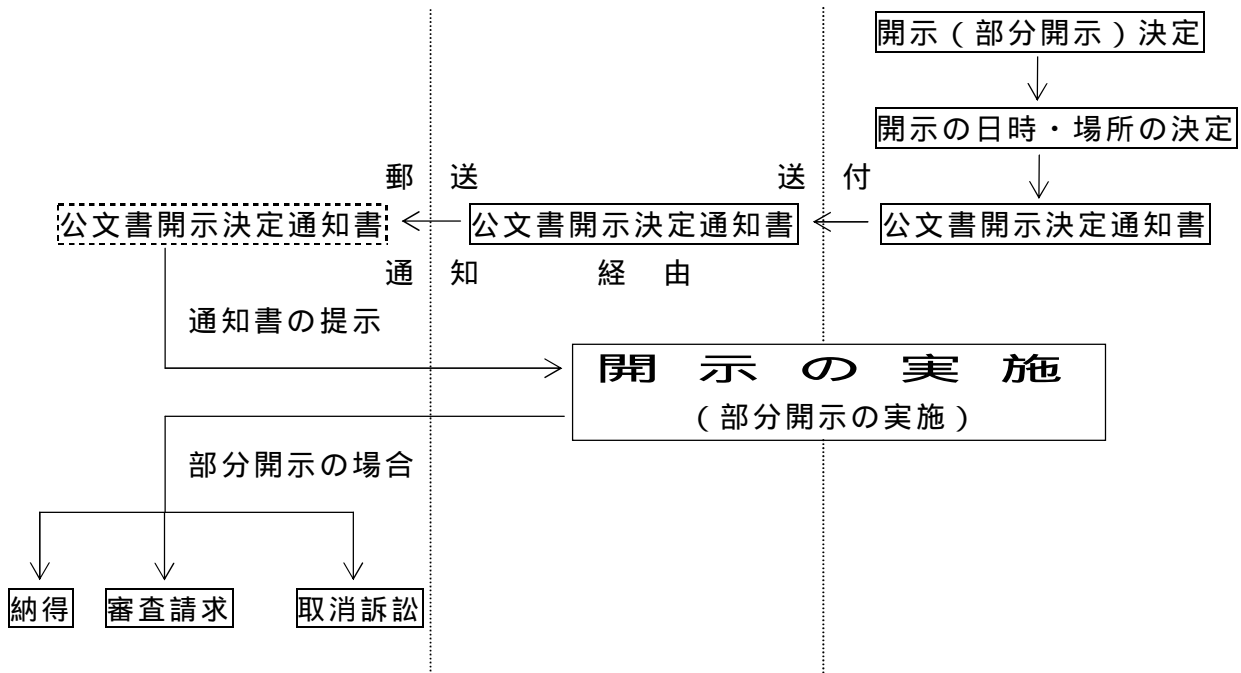 開示(部分開示)決定
開示の日時・場所の決定
郵送
送付
公文書開示決定通知書
公文書開示決定通知書
公文書開示決定通知書
通知
経由
通知書の提示
開示の実施
(部分開示の実施)
部分開示の場合
納得
審査請求
取消訴訟